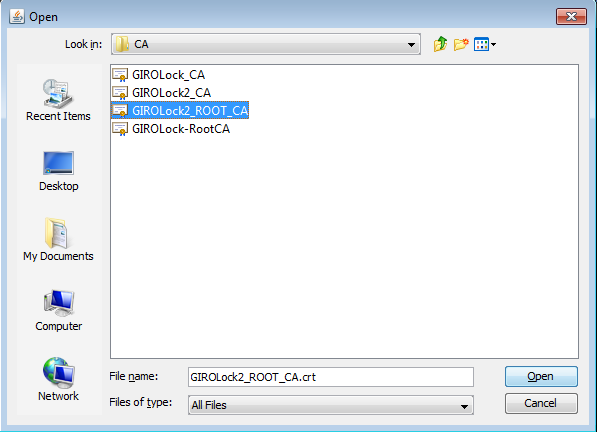 Open
Look in: CA
GIROLock_CA
GIROLock2_CA
GIROLock2_ROOT_CA
GIROLock-RootCA
Recent Items
Desktop
My Documents
Computer
Network
File name: GIROLock2_ROOT_CA.crt Open
Files of type: All Files Cancel